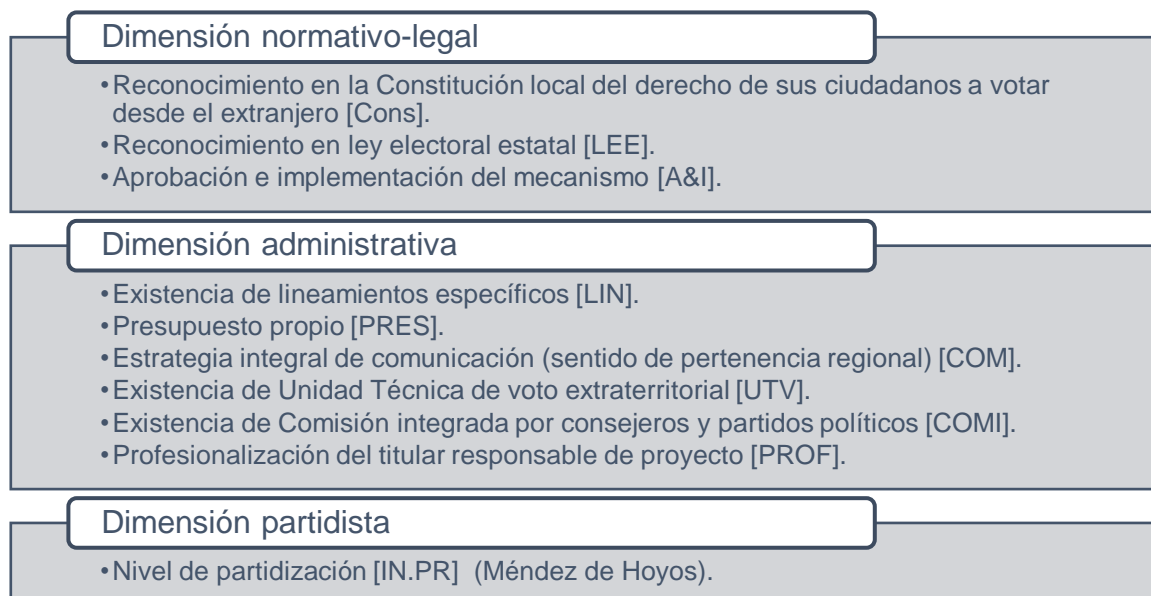 Dimensión normativo-legal
•Reconocimiento en la Constitución local del derecho de sus ciudadanos a votar
desde el extranjero [Cons].
•Reconocimiento en ley electoral estatal [LEE].
•Aprobación e implementación del mecanismo [A&I].
Dimensión administrativa
•Existencia de lineamientos específicos [LIN].
•Presupuesto propio [PRES].
•Estrategia integral de comunicación (sentido de pertenencia regional) [COM].
•Existencia de Unidad Técnica de voto extraterritorial [UTV].
•Existencia de Comisión integrada por consejeros y partidos políticos [COMI].
•Profesionalización del titular responsable de proyecto [PROF].
Dimensión partidista
•Nivel de partidización [IN.PR] (Méndez de Hoyos).